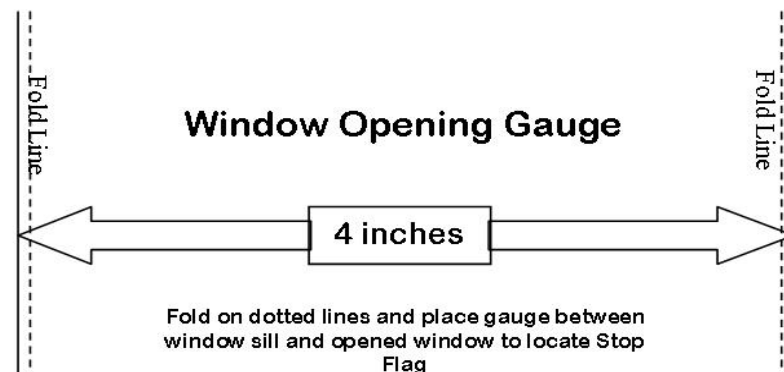 Fold Line
Window Opening Gauge
Fold Line
4 inches
Fold on dotted lines and place gauge between
window sill and opened window to locate Stop
Flag